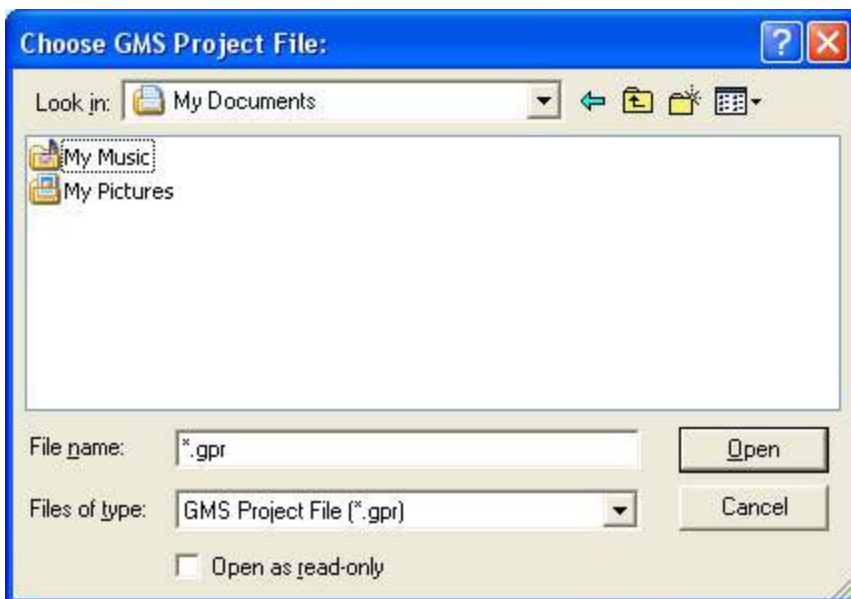 Choose GMS Project File:
Look in: My Documents
My Music
My Pictures
File name: *.gpr Open
Files of type: GMS Project File (*.gpr) Cancel
Open as read-only